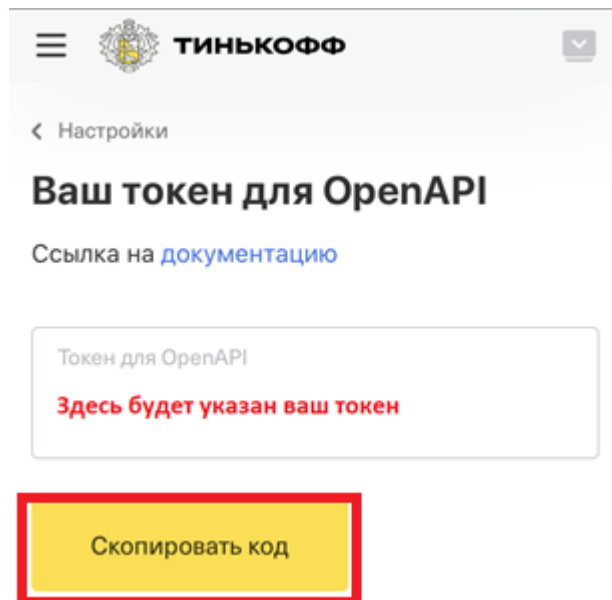 ТИНЬКОФФ
Настройки
Ваш токен для OpenAPI
Ссылка на документацию
Токен для OpenAPI
Здесь будет указан ваш токен
Скопировать код